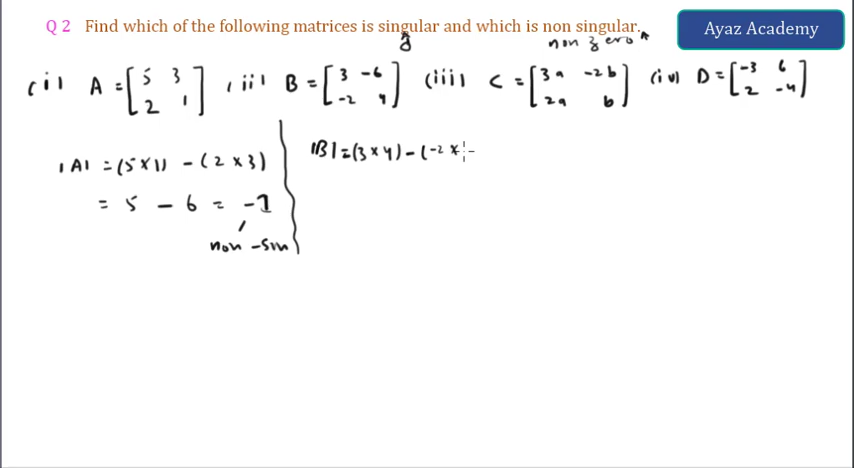 Q 2 Find which of the following matrices is singular and which is non singular.
Ayaz Academy
z
non zero
(i) A = [5 3
2 1]
(ii) B = [3 -6
-2 4]
(iii) C = [3a -2b
2a b]
(iv) D = [-3 6
2 -4]
|A| = (5 × 1) - (2 × 3)
= 5 - 6 = -1
non - sin
|B| = (3 × 4) - (-2 × -